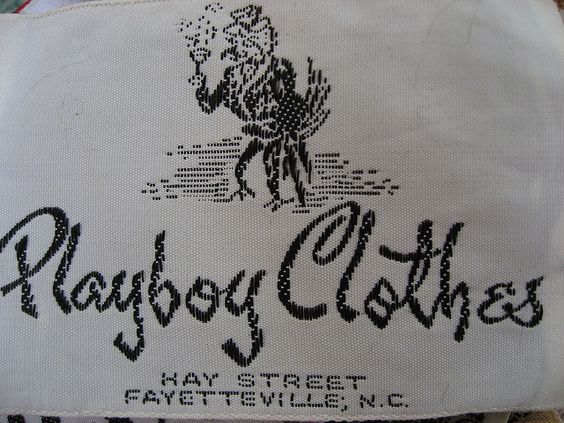 Playboy Clothes
HAY STREET
FAYETTEVILLE, N.C.